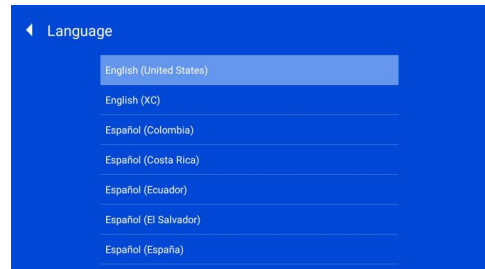 Language
English (United States)
English (XC)
Español (Colombia)
Español (Costa Rica)
Español (Ecuador)
Español (El Salvador)
Español (España)